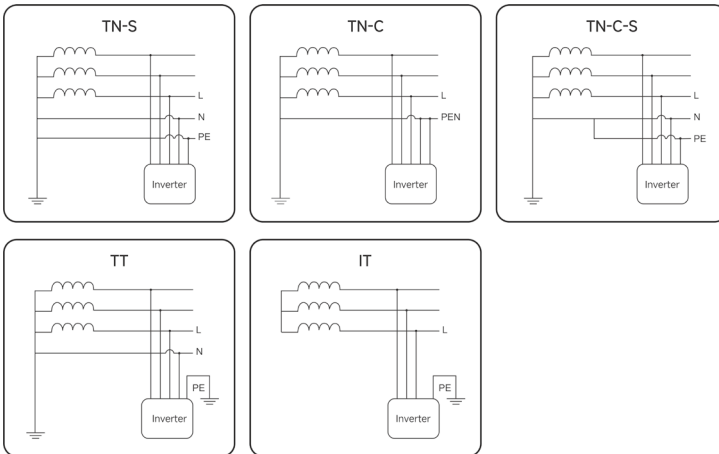 TN-S
L
N
PE
Inverter
TN-C
L
PEN
Inverter
TN-C-S
L
N
PE
Inverter
TT
L
N
PE
Inverter
IT
L
PE
Inverter